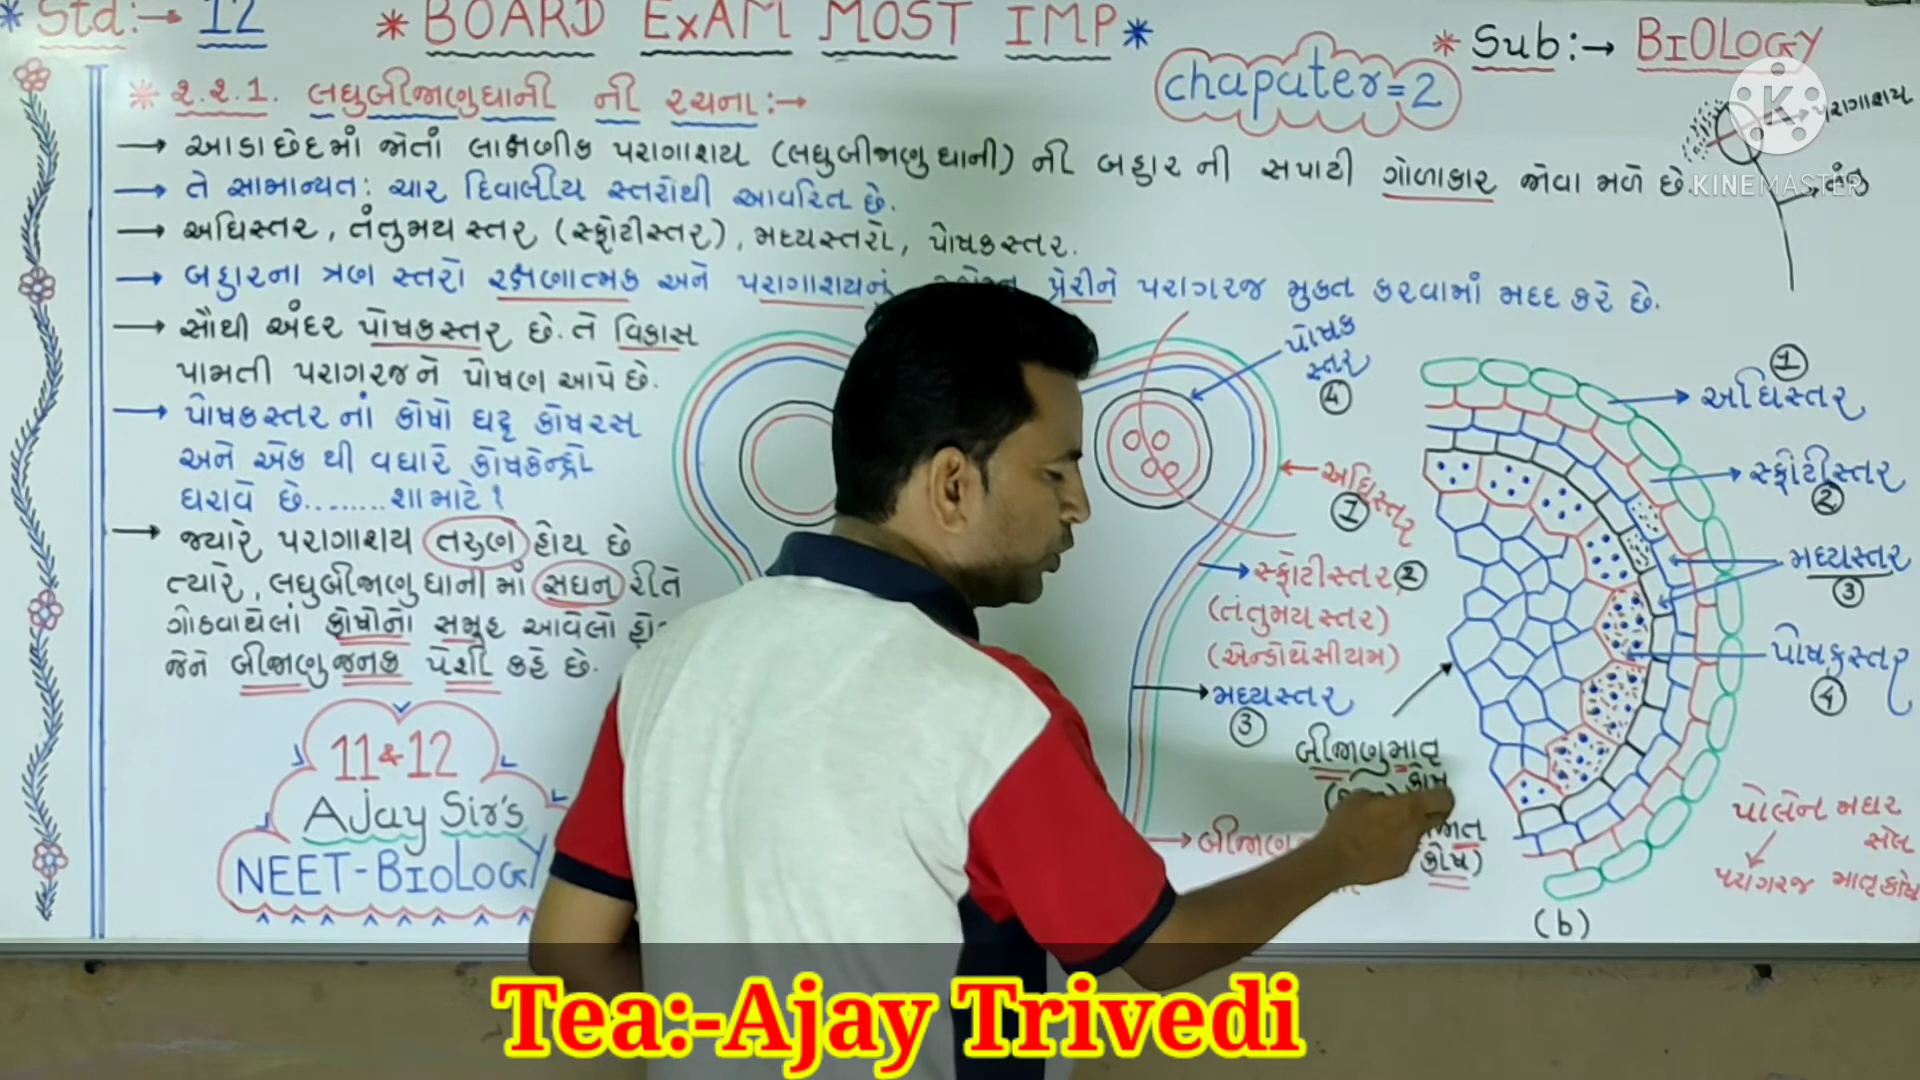 Std:→ 12
* BOARD ExAM MOST IMP *
* Sub:→ BiOLOGY
chapater = 2
* ૨.૨.1. લઘુબીજાણુધાની ની રચના:→
→ આડાછેદમાં જોતાં લાક્ષણીક પરાગાશય (લઘુબીજાણુધાની) ની બહારની સપાટી ગોળાકાર જોવા મળે છે.
→ તે સામાન્યત: ચાર દિવાલીય સ્તરોથી આવરિત છે.
→ અધિસ્તર, તંતુમય સ્તર (સ્ફોટીસ્તર), મધ્યસ્તરો, પોષકસ્તર.
→ બહારના ત્રણ સ્તરો રક્ષણાત્મક અને પરાગાશયનું પ્રેરીને પરાગરજ મુક્ત કરવામાં મદદ કરે છે.
→ સૌથી અંદર પોષકસ્તર છે. તે વિકાસ
પામતી પરાગરજને પોષણ આપે છે.
→ પોષકસ્તર નાં કોષો ઘટ્ટ કોષરસ
અને એક થી વધારે કોષકેન્દ્રો
ધરાવે છે........શા માટે?
→ જ્યારે પરાગાશય તરુણ હોય છે
ત્યારે, લઘુબીજાણુધાની માં સઘન રીતે
ગોઠવાયેલાં કોષોનો સમૂહ આવેલો
જેને બીજાણુજનક પેશી કહે છે.
11 & 12
Ajay Sir's
NEET-BioLoGY
પરાગાશય
KINEMASTER
પોષક
સ્તર
4
અધિસ્તર
1
સ્ફોટીસ્તર 2
(તંતુમય સ્તર)
(એન્ડોથેસીયમ)
મધ્યસ્તર
3
બીજાણુમાતૃ
કોષ
કોષ)
1
અધિસ્તર
સ્ફોટીસ્તર
2
મધ્યસ્તર
3
પોષકસ્તર
4
પોલેન મધર
સેલ
પરાગરજ માતૃકોષ
(b)
Tea:-Ajay Trivedi